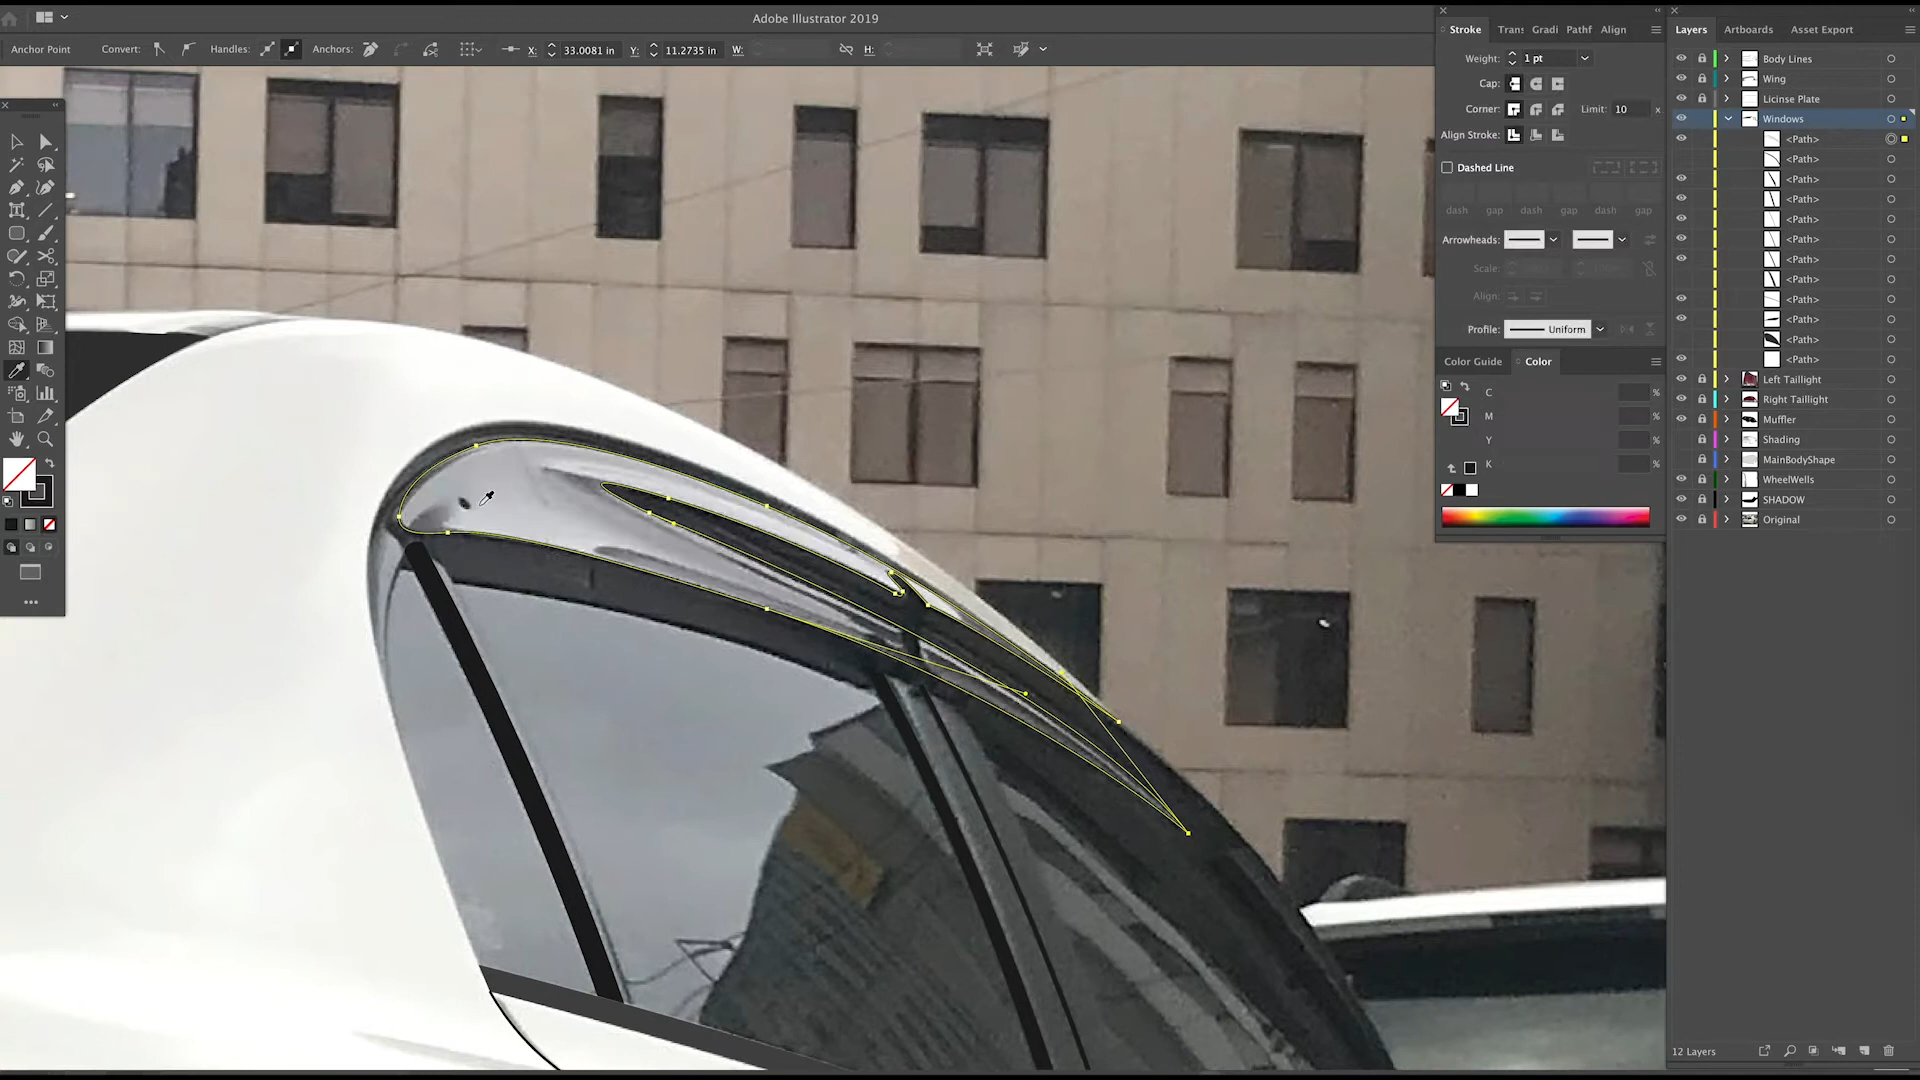 Adobe Illustrator 2019
Anchor Point
Convert:
Handles:
Anchors:
X: 33.0081 in
Y: 11.2735 in
W:
H:
Stroke
Trans
Gradi
Pathf
Align
Weight: 1 pt
Cap:
Corner:
Limit: 10 x
Align Stroke:
Dashed Line
dash gap dash gap dash gap
Arrowheads:
Scale:
Align:
Profile: Uniform
Color Guide
Color
C %
M %
Y %
K %
Layers
Artboards
Asset Export
Body Lines
Wing
Licinse Plate
Windows
<Path>
<Path>
<Path>
<Path>
<Path>
<Path>
<Path>
<Path>
<Path>
<Path>
<Path>
<Path>
Left Taillight
Right Taillight
Muffler
Shading
MainBodyShape
WheelWells
SHADOW
Original
12 Layers